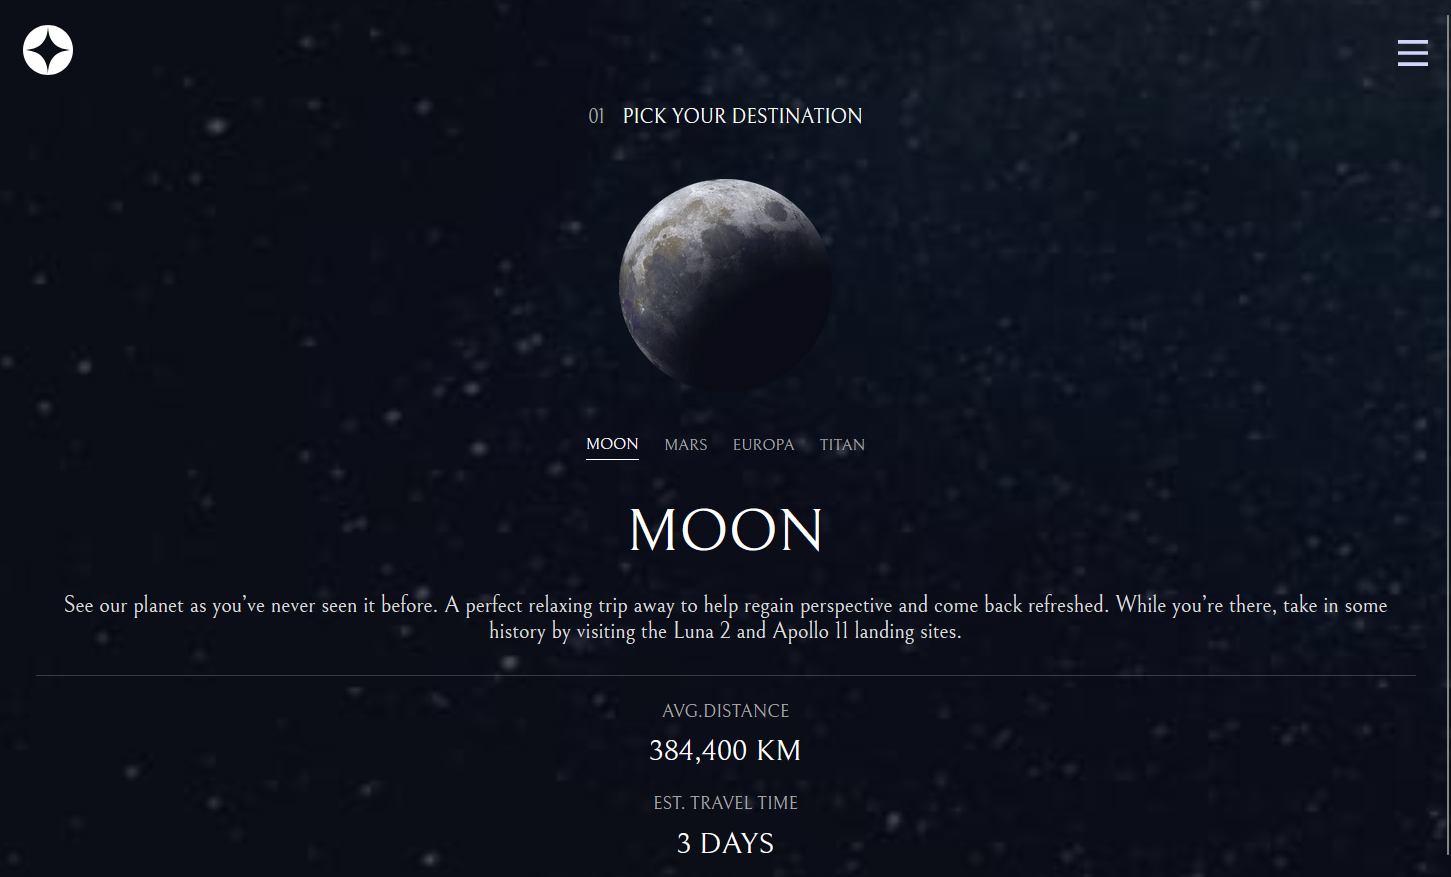 01 PICK YOUR DESTINATION
MOON MARS EUROPA TITAN
MOON
See our planet as you’ve never seen it before. A perfect relaxing trip away to help regain perspective and come back refreshed. While you’re there, take in some
history by visiting the Luna 2 and Apollo 11 landing sites.
AVG.DISTANCE
384,400 KM
EST. TRAVEL TIME
3 DAYS